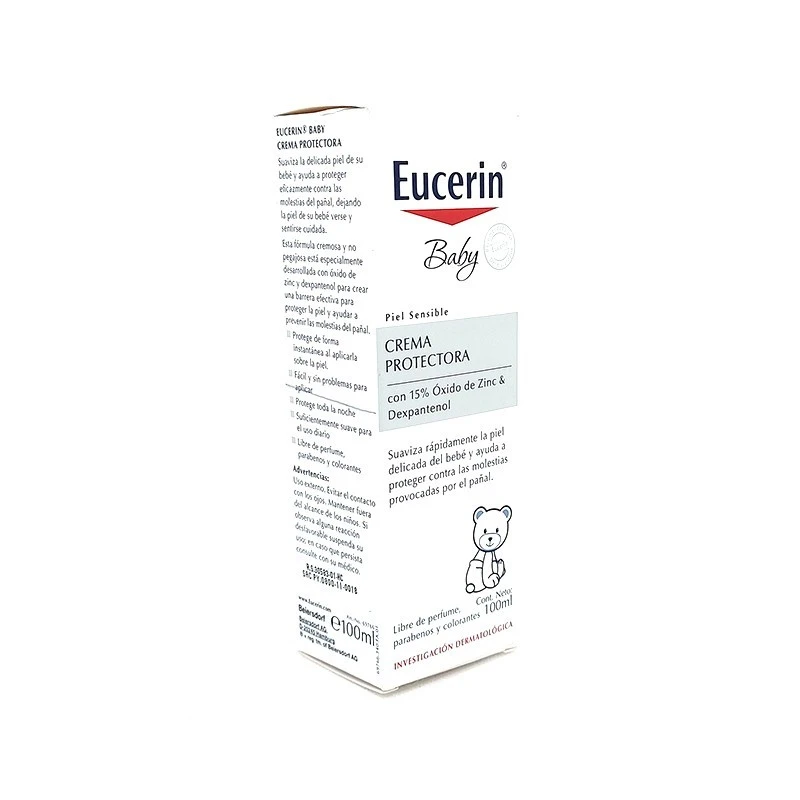 EUCERIN® BABY
CREMA PROTECTORA
Suaviza la delicada piel de su
bebé y ayuda a proteger
eficazmente contra las
molestias del pañal, dejando
la piel de su bebé verse y
sentirse cuidada.
Esta fórmula cremosa y no
pegajosa está especialmente
desarrollada con óxido de
zinc y dexpantenol para crear
una barrera efectiva para
proteger la piel y ayudar a
prevenir las molestias del pañal.
Protege de forma
instantánea al aplicarla
sobre la piel.
Fácil y sin problemas para
aplicar
Protege toda la noche
Suficientemente suave para
el uso diario
Libre de perfume,
parabenos y colorantes
Advertencias:
Uso externo. Evitar el contacto
con los ojos. Mantener fuera
del alcance de los niños. Si
observa alguna reacción
desfavorable suspenda su
uso; en caso que persista
consulte con su médico.
www.Eucerin.com
Beiersdorf
Beiersdorf AG,
® = reg. tm. of Beiersdorf AG
e100ml
Eucerin®
Baby
Piel Sensible
CREMA
PROTECTORA
con 15% Óxido de Zinc &
Dexpantenol
Suaviza rápidamente la piel
delicada del bebé y ayuda a
proteger contra las molestias
provocadas por el pañal.
Cont. Neto:
100ml
Libre de perfume,
parabenos y colorantes
INVESTIGACIÓN DERMATOLÓGICA